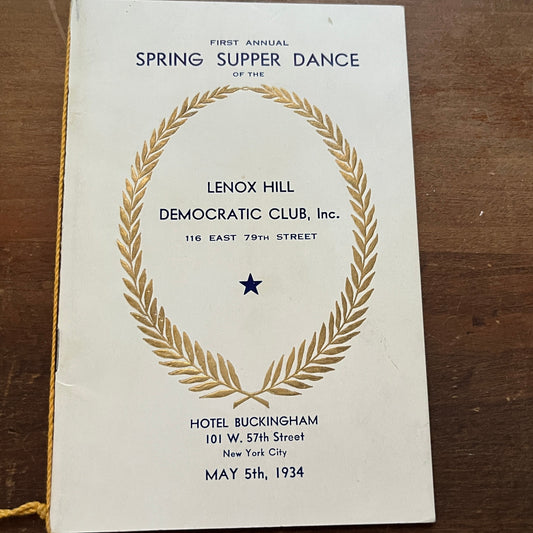 FIRST ANNUAL
SPRING SUPPER DANCE
OF THE
LENOX HILL
DEMOCRATIC CLUB, Inc.
116 EAST 79TH STREET
HOTEL BUCKINGHAM
101 W. 57th Street
New York City
MAY 5th, 1934